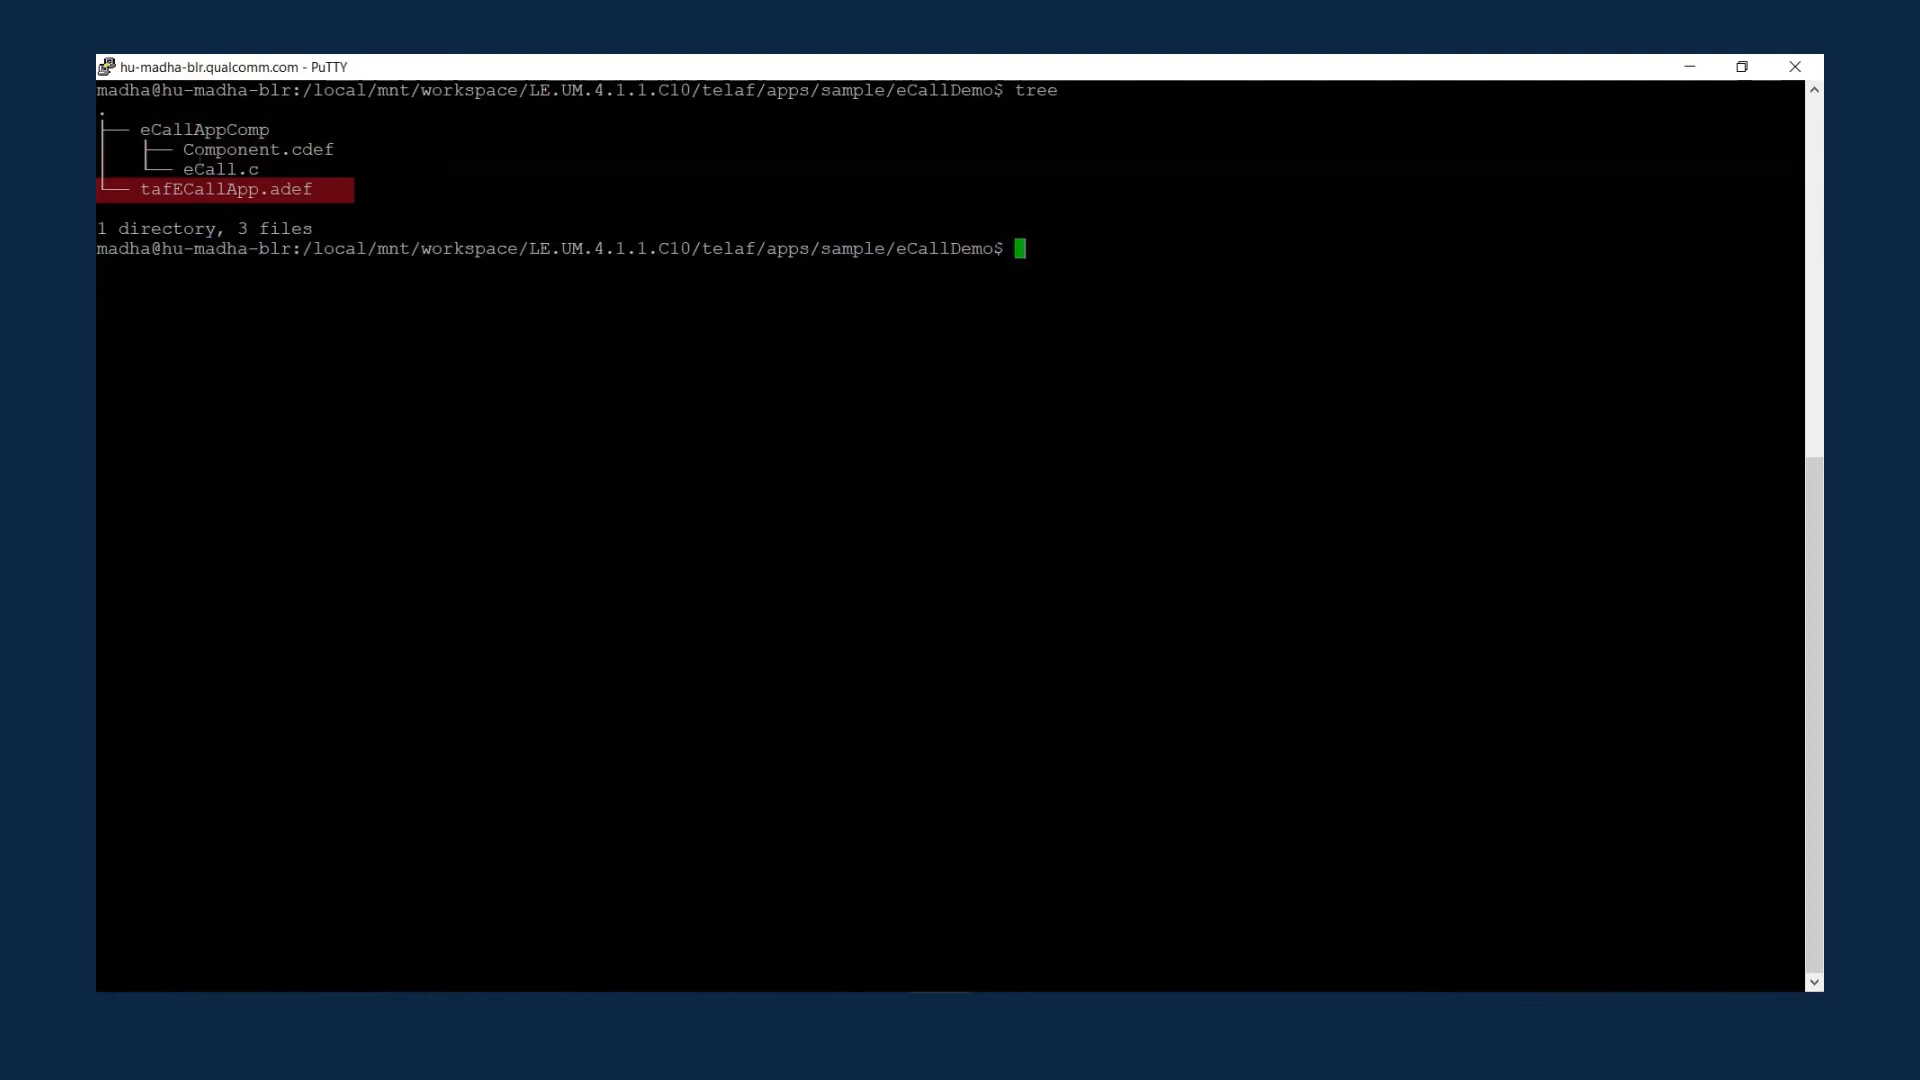 hu-madha-blr.qualcomm.com - PuTTY
madha@hu-madha-blr:/local/mnt/workspace/LE.UM.4.1.1.C10/telaf/apps/sample/eCallDemo$ tree
.
├── eCallAppComp
│   ├── Component.cdef
│   └── eCall.c
└── tafECallApp.adef
1 directory, 3 files
madha@hu-madha-blr:/local/mnt/workspace/LE.UM.4.1.1.C10/telaf/apps/sample/eCallDemo$